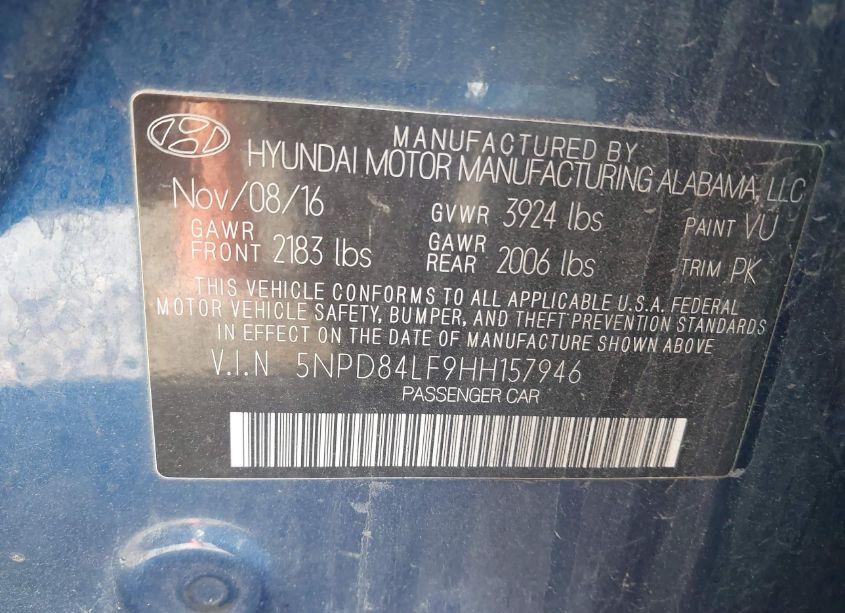 MANUFACTURED BY
HYUNDAI MOTOR MANUFACTURING ALABAMA, LLC
Nov/08/16 GVWR 3924 lbs PAINT VU
GAWR FRONT 2183 lbs GAWR REAR 2006 lbs TRIM PK
THIS VEHICLE CONFORMS TO ALL APPLICABLE U.S.A. FEDERAL
MOTOR VEHICLE SAFETY, BUMPER, AND THEFT PREVENTION STANDARDS
IN EFFECT ON THE DATE OF MANUFACTURE SHOWN ABOVE
V.I.N 5NPD84LF9HH157946
PASSENGER CAR